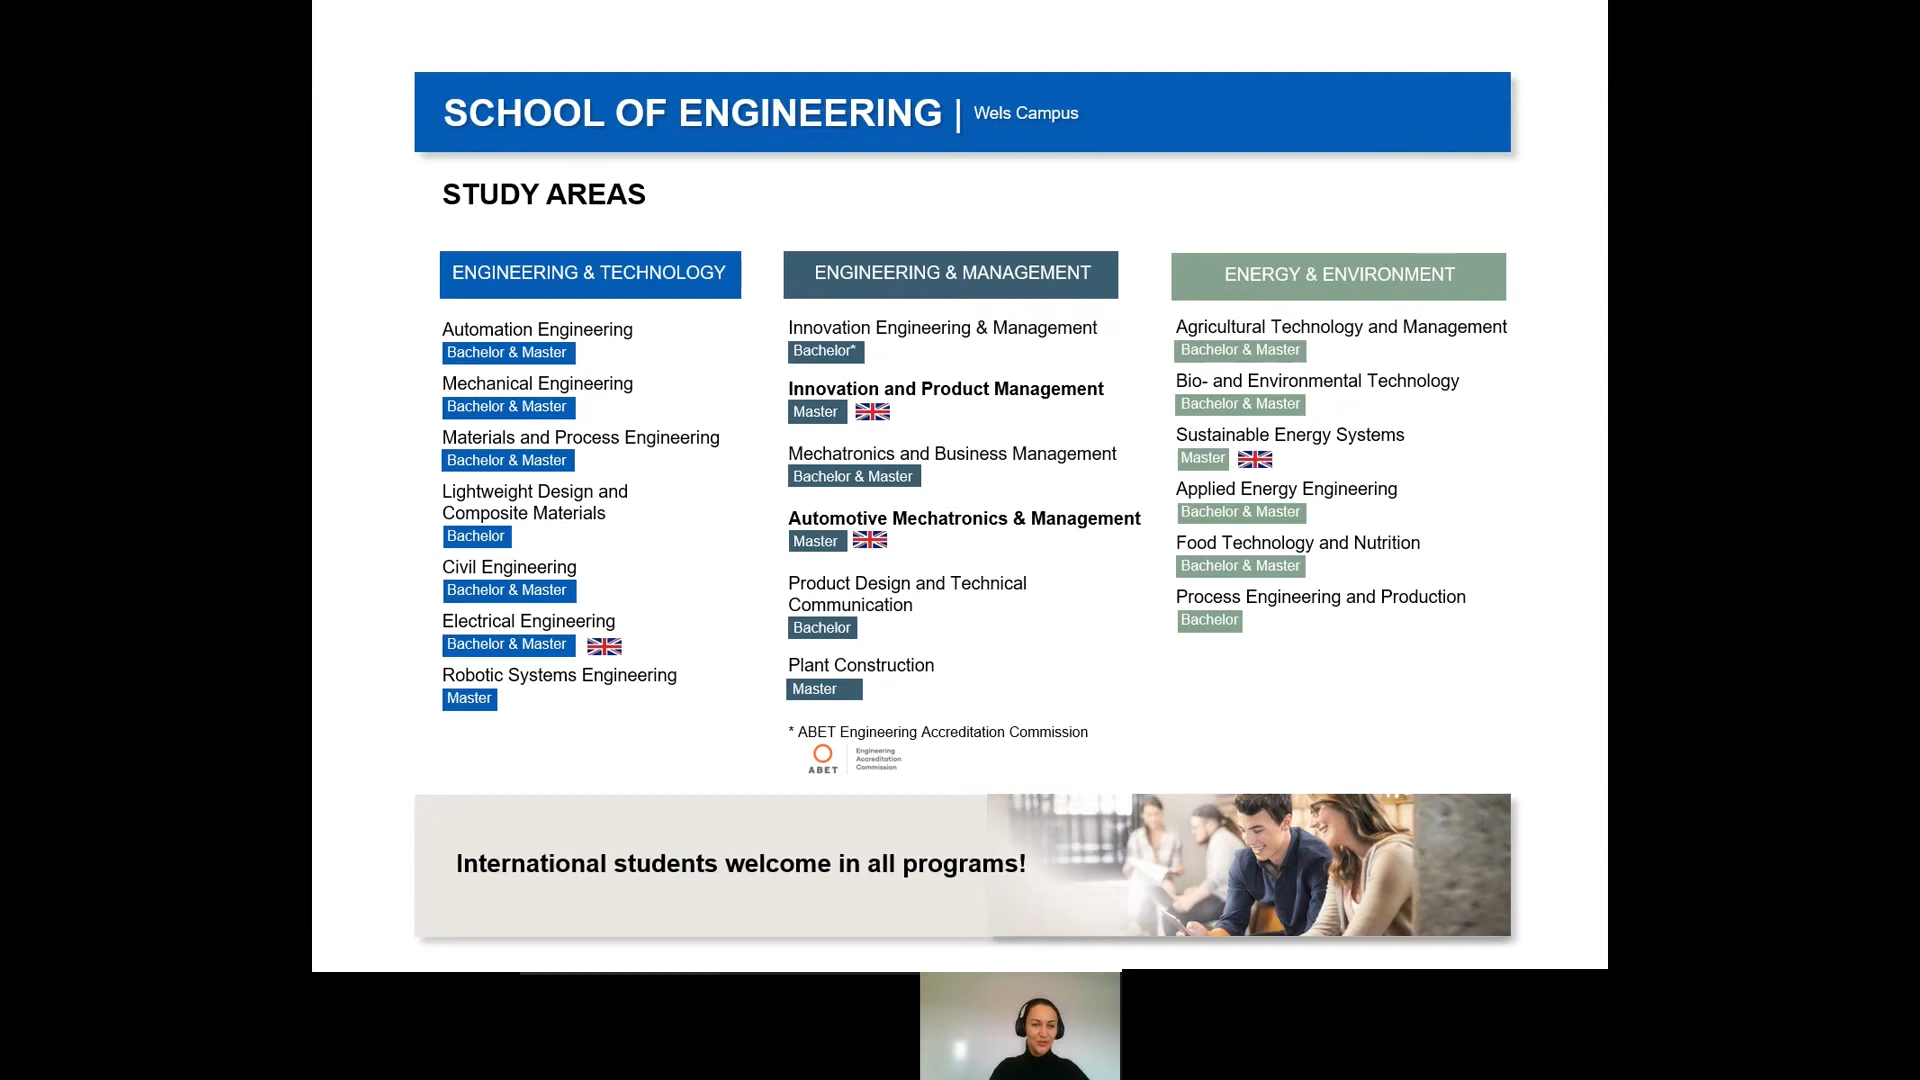 SCHOOL OF ENGINEERING | Wels Campus
STUDY AREAS
ENGINEERING & TECHNOLOGY
Automation Engineering
Bachelor & Master
Mechanical Engineering
Bachelor & Master
Materials and Process Engineering
Bachelor & Master
Lightweight Design and
Composite Materials
Bachelor
Civil Engineering
Bachelor & Master
Electrical Engineering
Bachelor & Master
Robotic Systems Engineering
Master
ENGINEERING & MANAGEMENT
Innovation Engineering & Management
Bachelor*
Innovation and Product Management
Master
Mechatronics and Business Management
Bachelor & Master
Automotive Mechatronics & Management
Master
Product Design and Technical
Communication
Bachelor
Plant Construction
Master
* ABET Engineering Accreditation Commission
ABET
Engineering
Accreditation
Commission
ENERGY & ENVIRONMENT
Agricultural Technology and Management
Bachelor & Master
Bio- and Environmental Technology
Bachelor & Master
Sustainable Energy Systems
Master
Applied Energy Engineering
Bachelor & Master
Food Technology and Nutrition
Bachelor & Master
Process Engineering and Production
Bachelor
International students welcome in all programs!